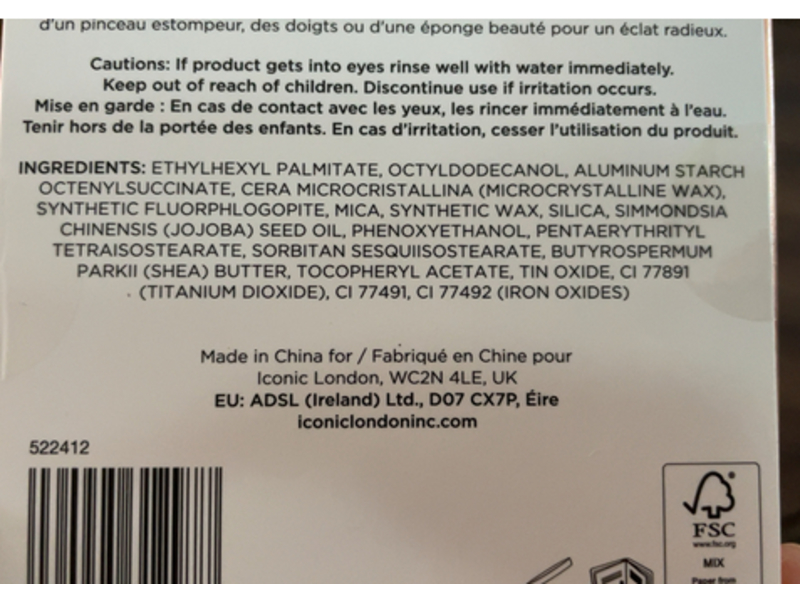 d'un pinceau estompeur, des doigts ou d'une éponge beauté pour un éclat radieux.
Cautions: If product gets into eyes rinse well with water immediately.
Keep out of reach of children. Discontinue use if irritation occurs.
Mise en garde : En cas de contact avec les yeux, les rincer immédiatement à l'eau.
Tenir hors de la portée des enfants. En cas d'irritation, cesser l'utilisation du produit.
INGREDIENTS: ETHYLHEXYL PALMITATE, OCTYLDODECANOL, ALUMINUM STARCH
OCTENYLSUCCINATE, CERA MICROCRISTALLINA (MICROCRYSTALLINE WAX),
SYNTHETIC FLUORPHLOGOPITE, MICA, SYNTHETIC WAX, SILICA, SIMMONDSIA
CHINENSIS (JOJOBA) SEED OIL, PHENOXYETHANOL, PENTAERYTHRITYL
TETRAISOSTEARATE, SORBITAN SESQUIISOSTEARATE, BUTYROSPERMUM
PARKII (SHEA) BUTTER, TOCOPHERYL ACETATE, TIN OXIDE, CI 77891
(TITANIUM DIOXIDE), CI 77491, CI 77492 (IRON OXIDES)
Made in China for / Fabriqué en Chine pour
Iconic London, WC2N 4LE, UK
EU: ADSL (Ireland) Ltd., D07 CX7P, Éire
iconiclondoninc.com
522412
FSC
www.fsc.org
MIX
Paper from